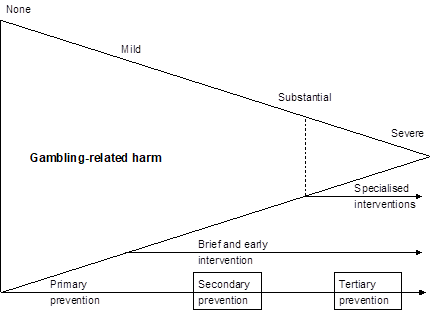 None
Mild
Substantial
Severe
Gambling-related harm
Specialised
interventions
Brief and early
intervention
Primary
prevention
Secondary
prevention
Tertiary
prevention